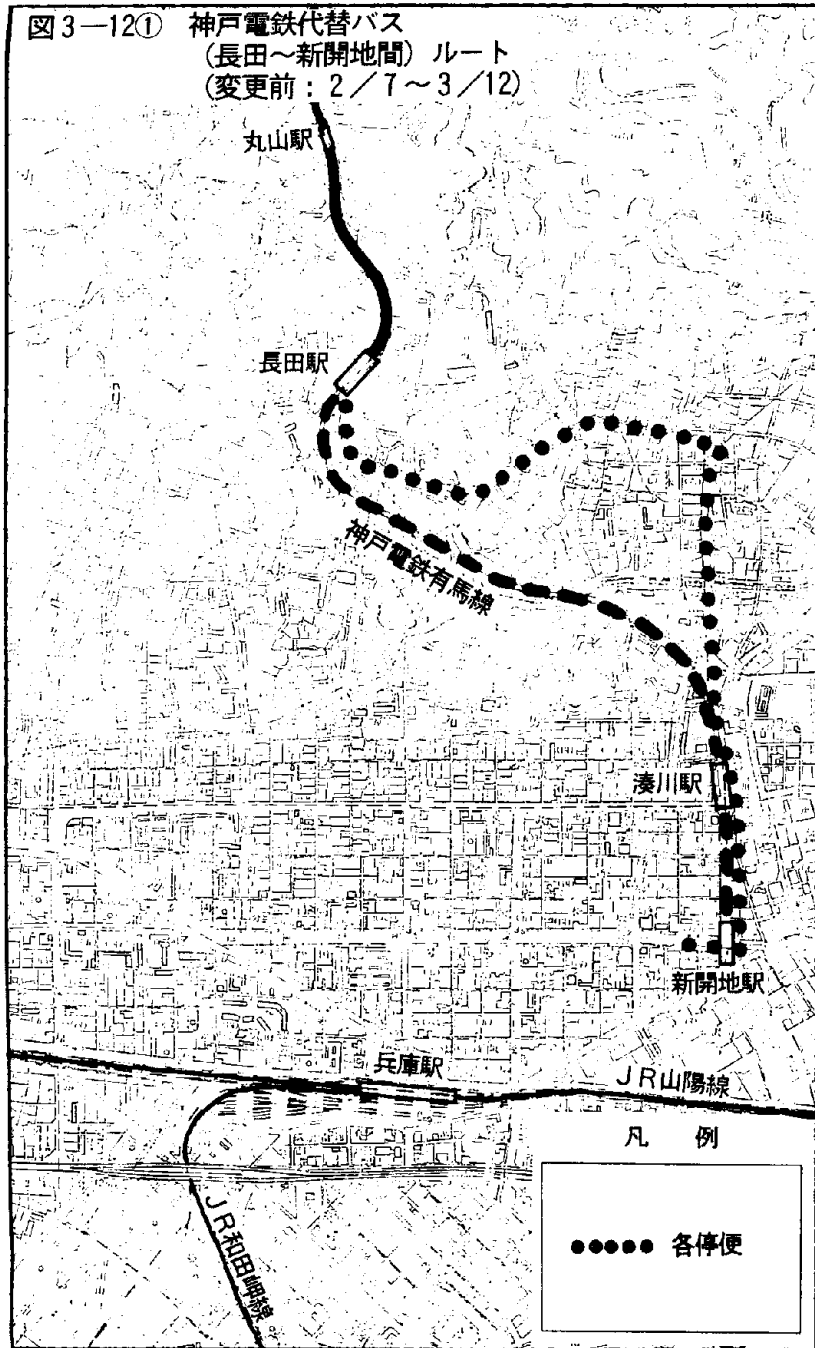 図3―12① 神戸電鉄代替バス
(長田～新開地間) ルート
(変更前：2／7～3／12)
丸山駅
長田駅
神戸電鉄有馬線
湊川駅
新開地駅
兵庫駅
JR山陽線
JR和田岬線
凡 例
各停便